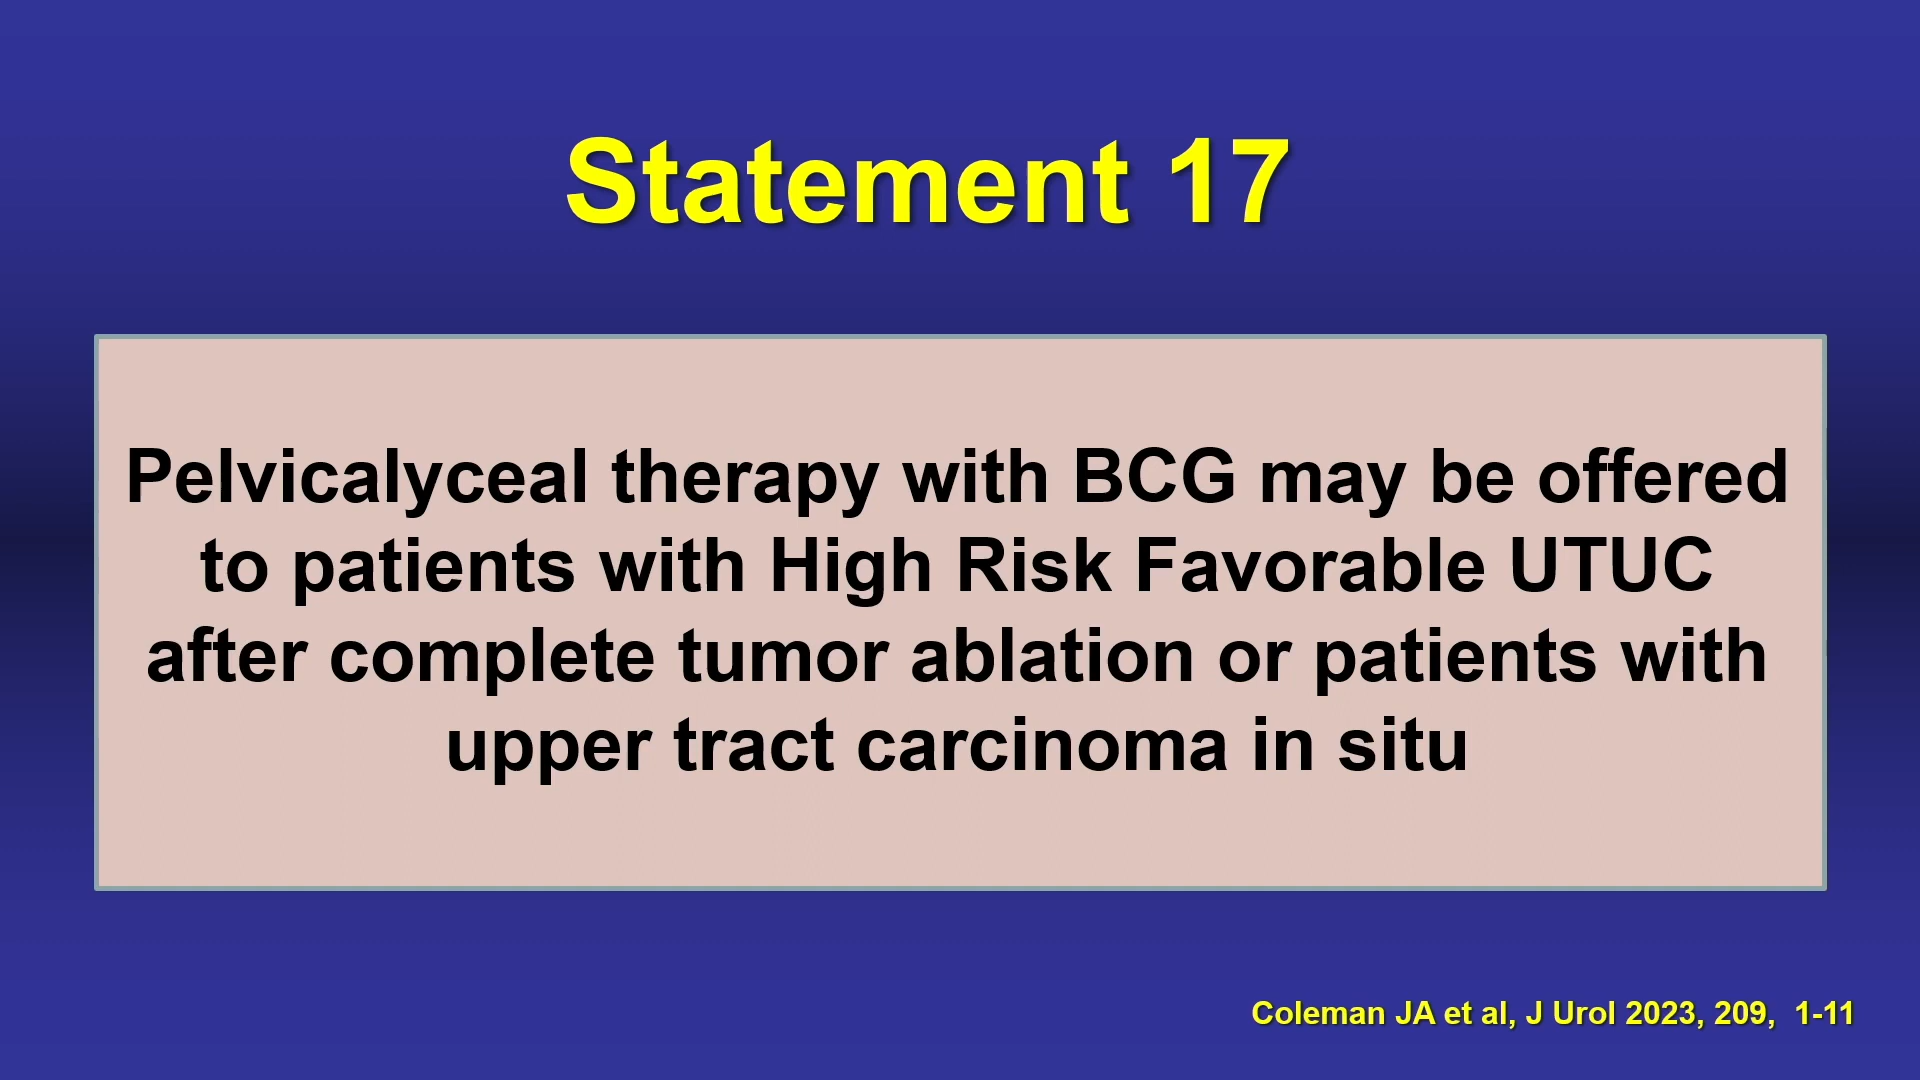 Statement 17
Pelvicalyceal therapy with BCG may be offered
to patients with High Risk Favorable UTUC
after complete tumor ablation or patients with
upper tract carcinoma in situ
Coleman JA et al, J Urol 2023, 209,  1-11